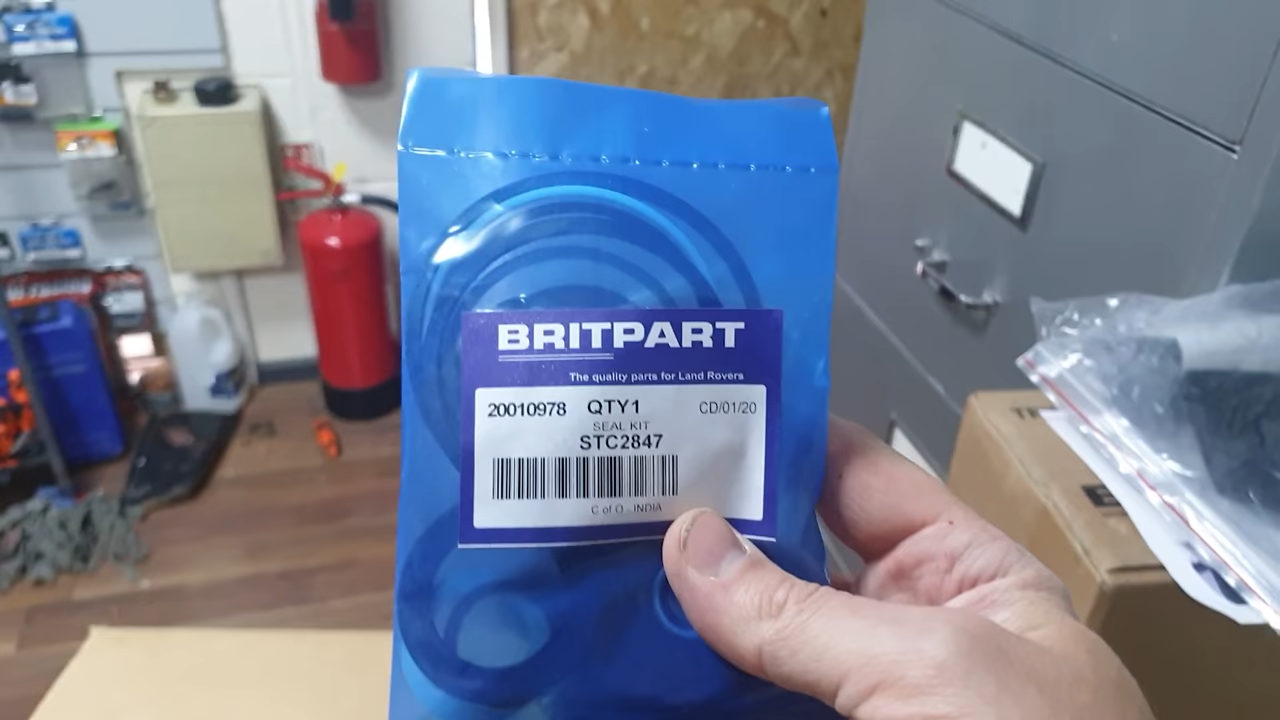 BRITPART
The quality parts for Land Rovers
20010978 QTY1 CD/01/20
SEAL KIT
STC2847
C of O INDIA